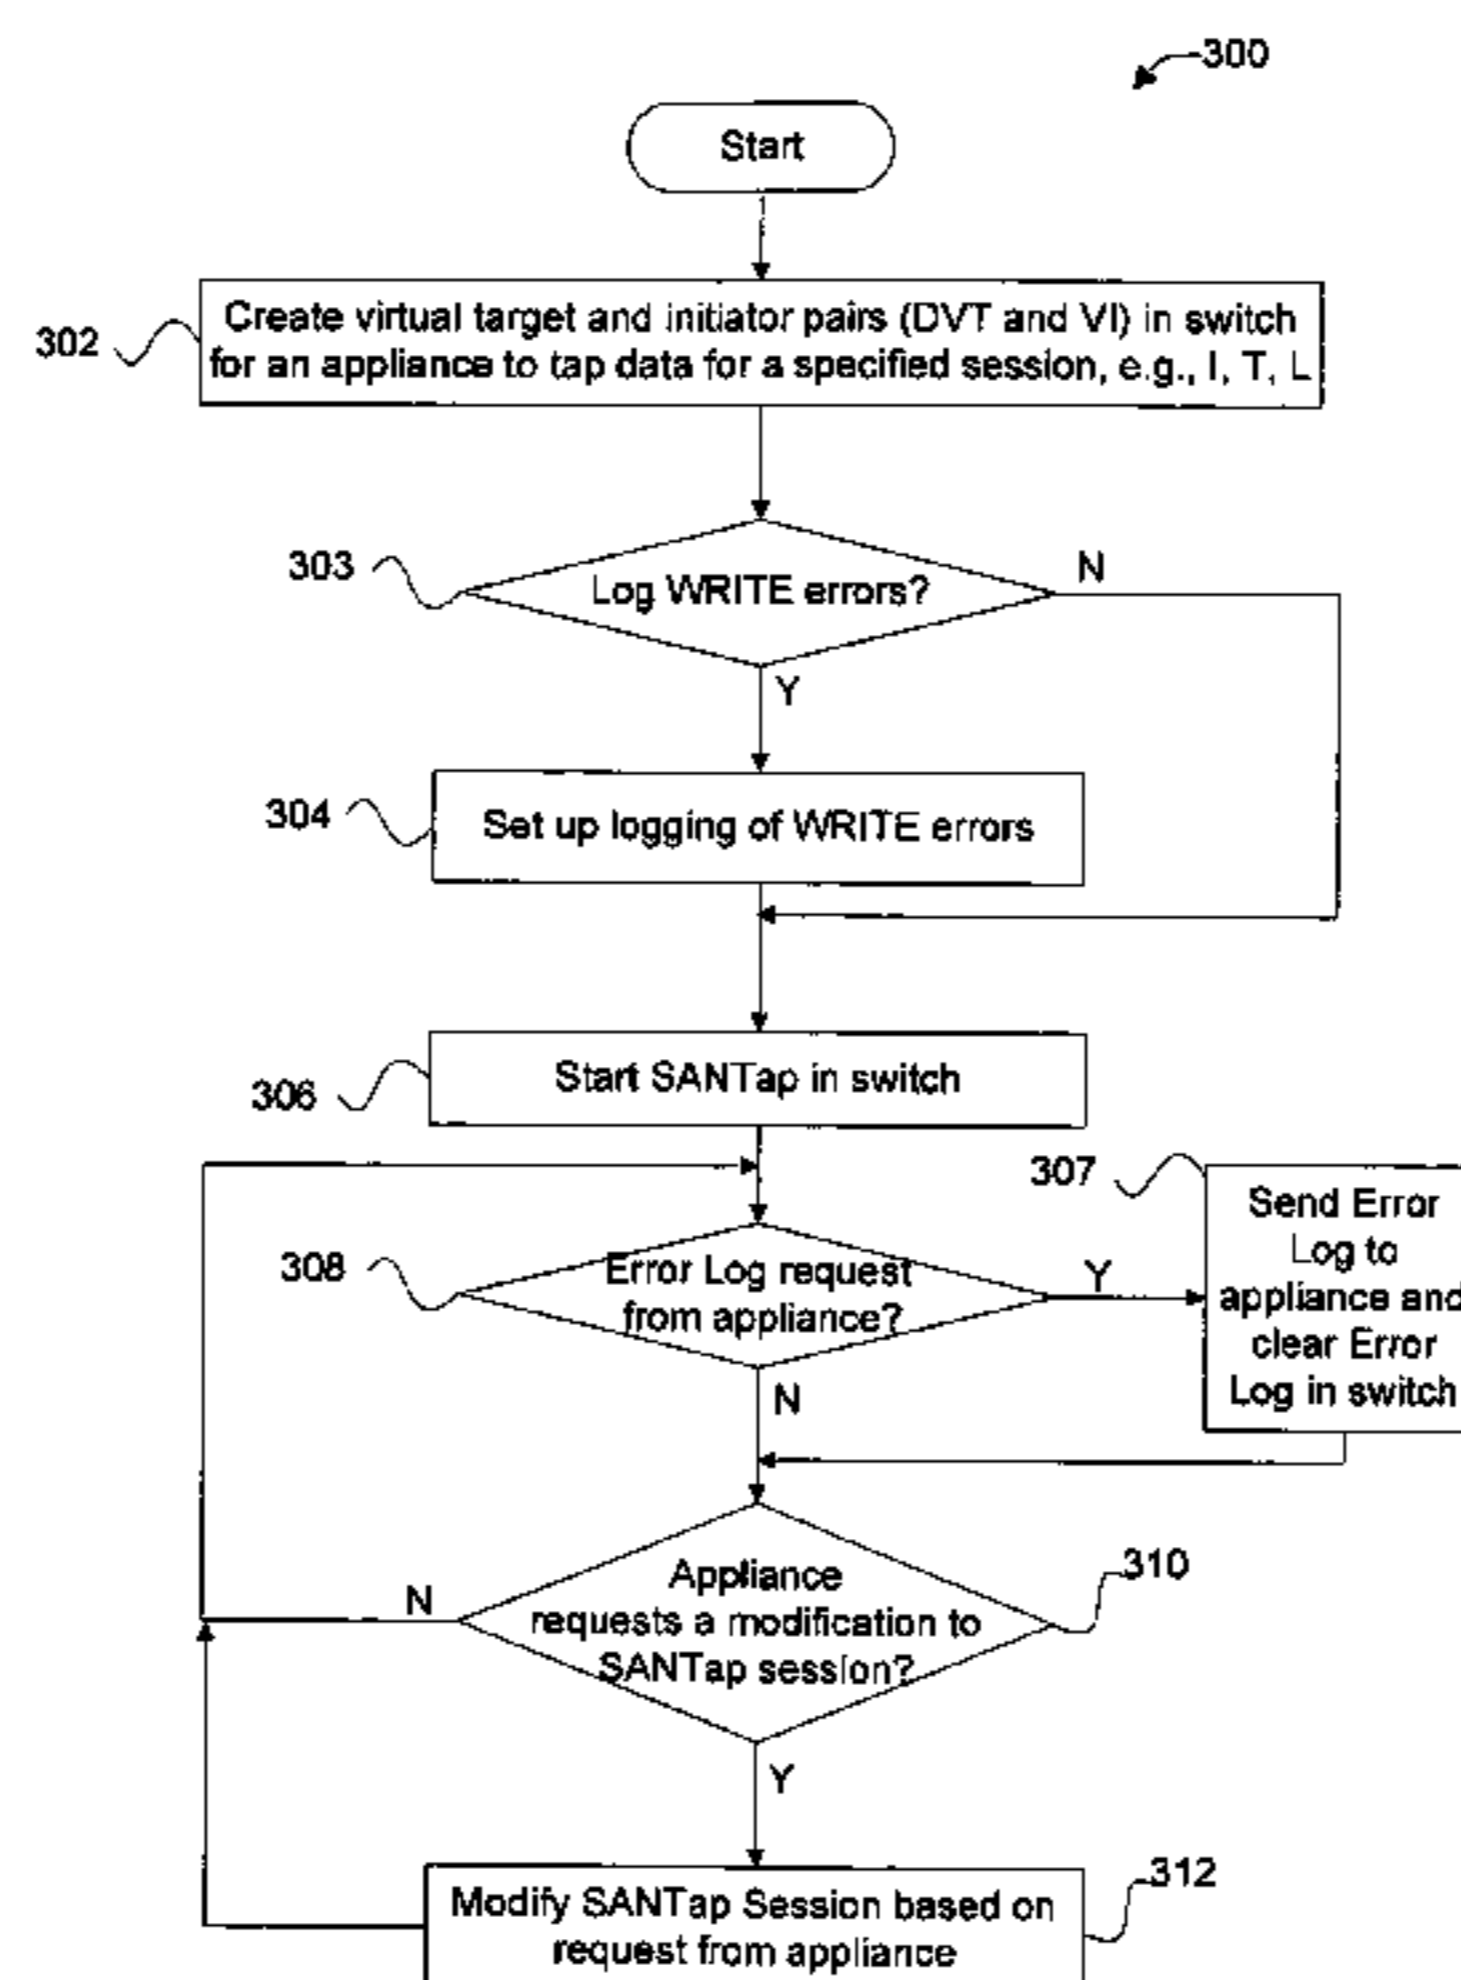 300
Start
302
Create virtual target and initiator pairs (DVT and VI) in switch
for an appliance to tap data for a specified session, e.g., I, T, L
303
Log WRITE errors?
N
Y
304
Set up logging of WRITE errors
306
Start SANTap in switch
307
Send Error
Log to
appliance and
clear Error
Log in switch
308
Error Log request
from appliance?
Y
N
310
Appliance
requests a modification to
SANTap session?
N
Y
312
Modify SANTap Session based on
request from appliance